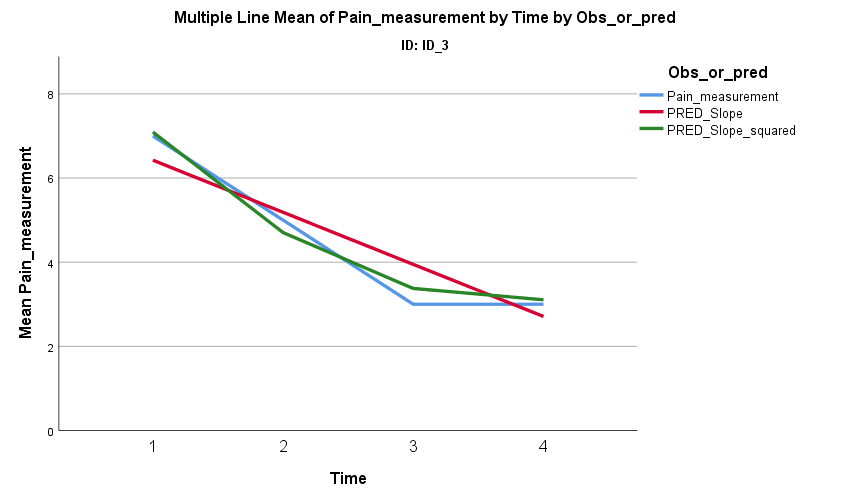 Multiple Line Mean of Pain_measurement by Time by Obs_or_pred
ID: ID_3
Obs_or_pred
Pain_measurement
PRED_Slope
PRED_Slope_squared
Mean Pain_measurement
8
6
4
2
0
1 2 3 4
Time